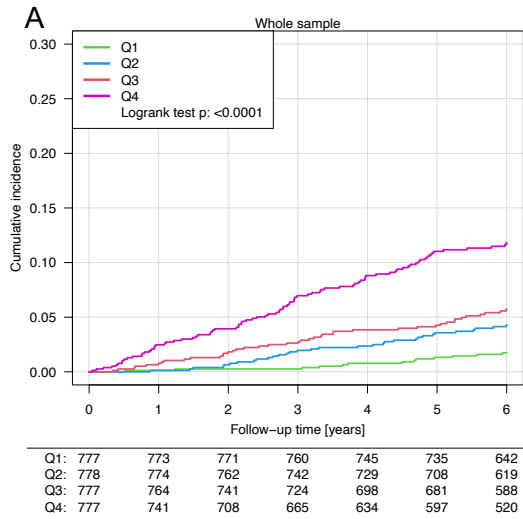 A
Whole sample
Q1
Q2
Q3
Q4
Logrank test p: <0.0001
0.30
0.25
0.20
0.15
0.10
0.05
0.00
Cumulative incidence
0 1 2 3 4 5 6
Follow-up time [years]
Q1: 777 773 771 760 745 735 642
Q2: 778 774 762 742 729 708 619
Q3: 777 764 741 724 698 681 588
Q4: 777 741 708 665 634 597 520